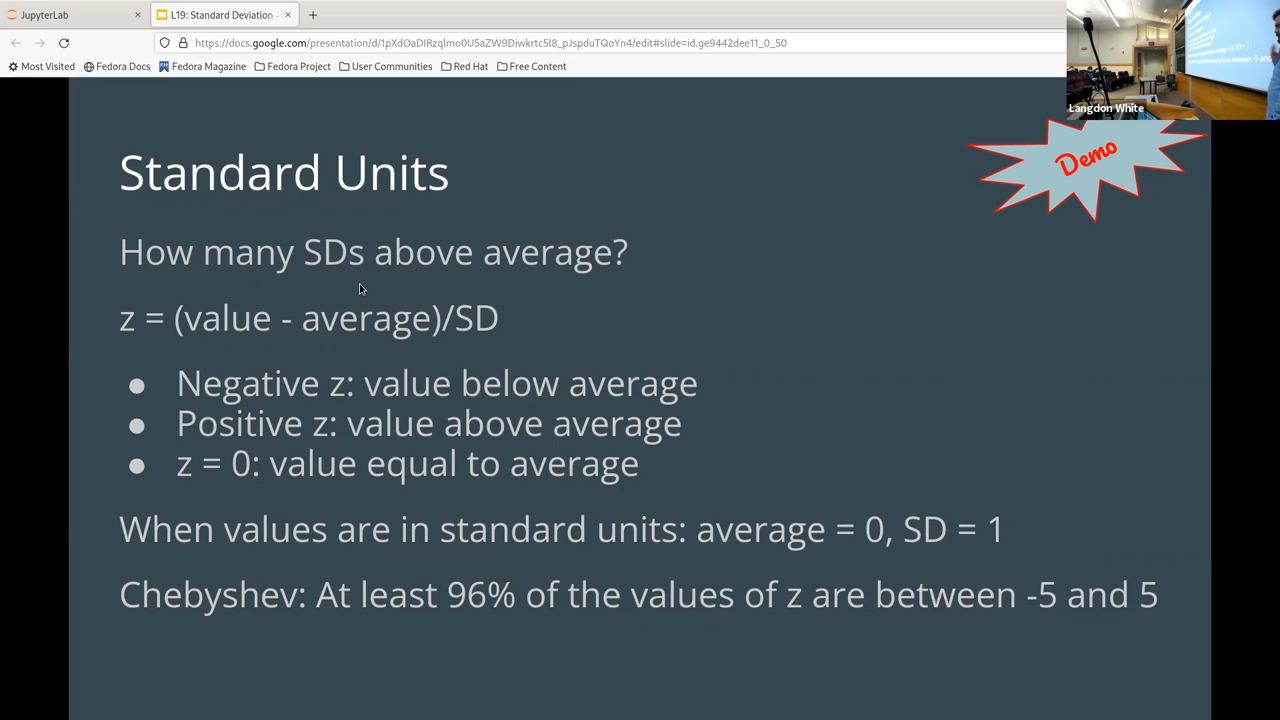 JupyterLab
L19: Standard Deviation -
https://docs.google.com/presentation/d/1pXdOaDIRzqlmo0U5aZW9Diwkrtc5l8_pJspduTQoYn4/edit#slide=id.ge9442dee11_0_50
Most Visited
Fedora Docs
Fedora Magazine
Fedora Project
User Communities
Red Hat
Free Content
Langdon White
Demo
Standard Units
How many SDs above average?
z = (value - average)/SD
● Negative z: value below average
● Positive z: value above average
● z = 0: value equal to average
When values are in standard units: average = 0, SD = 1
Chebyshev: At least 96% of the values of z are between -5 and 5